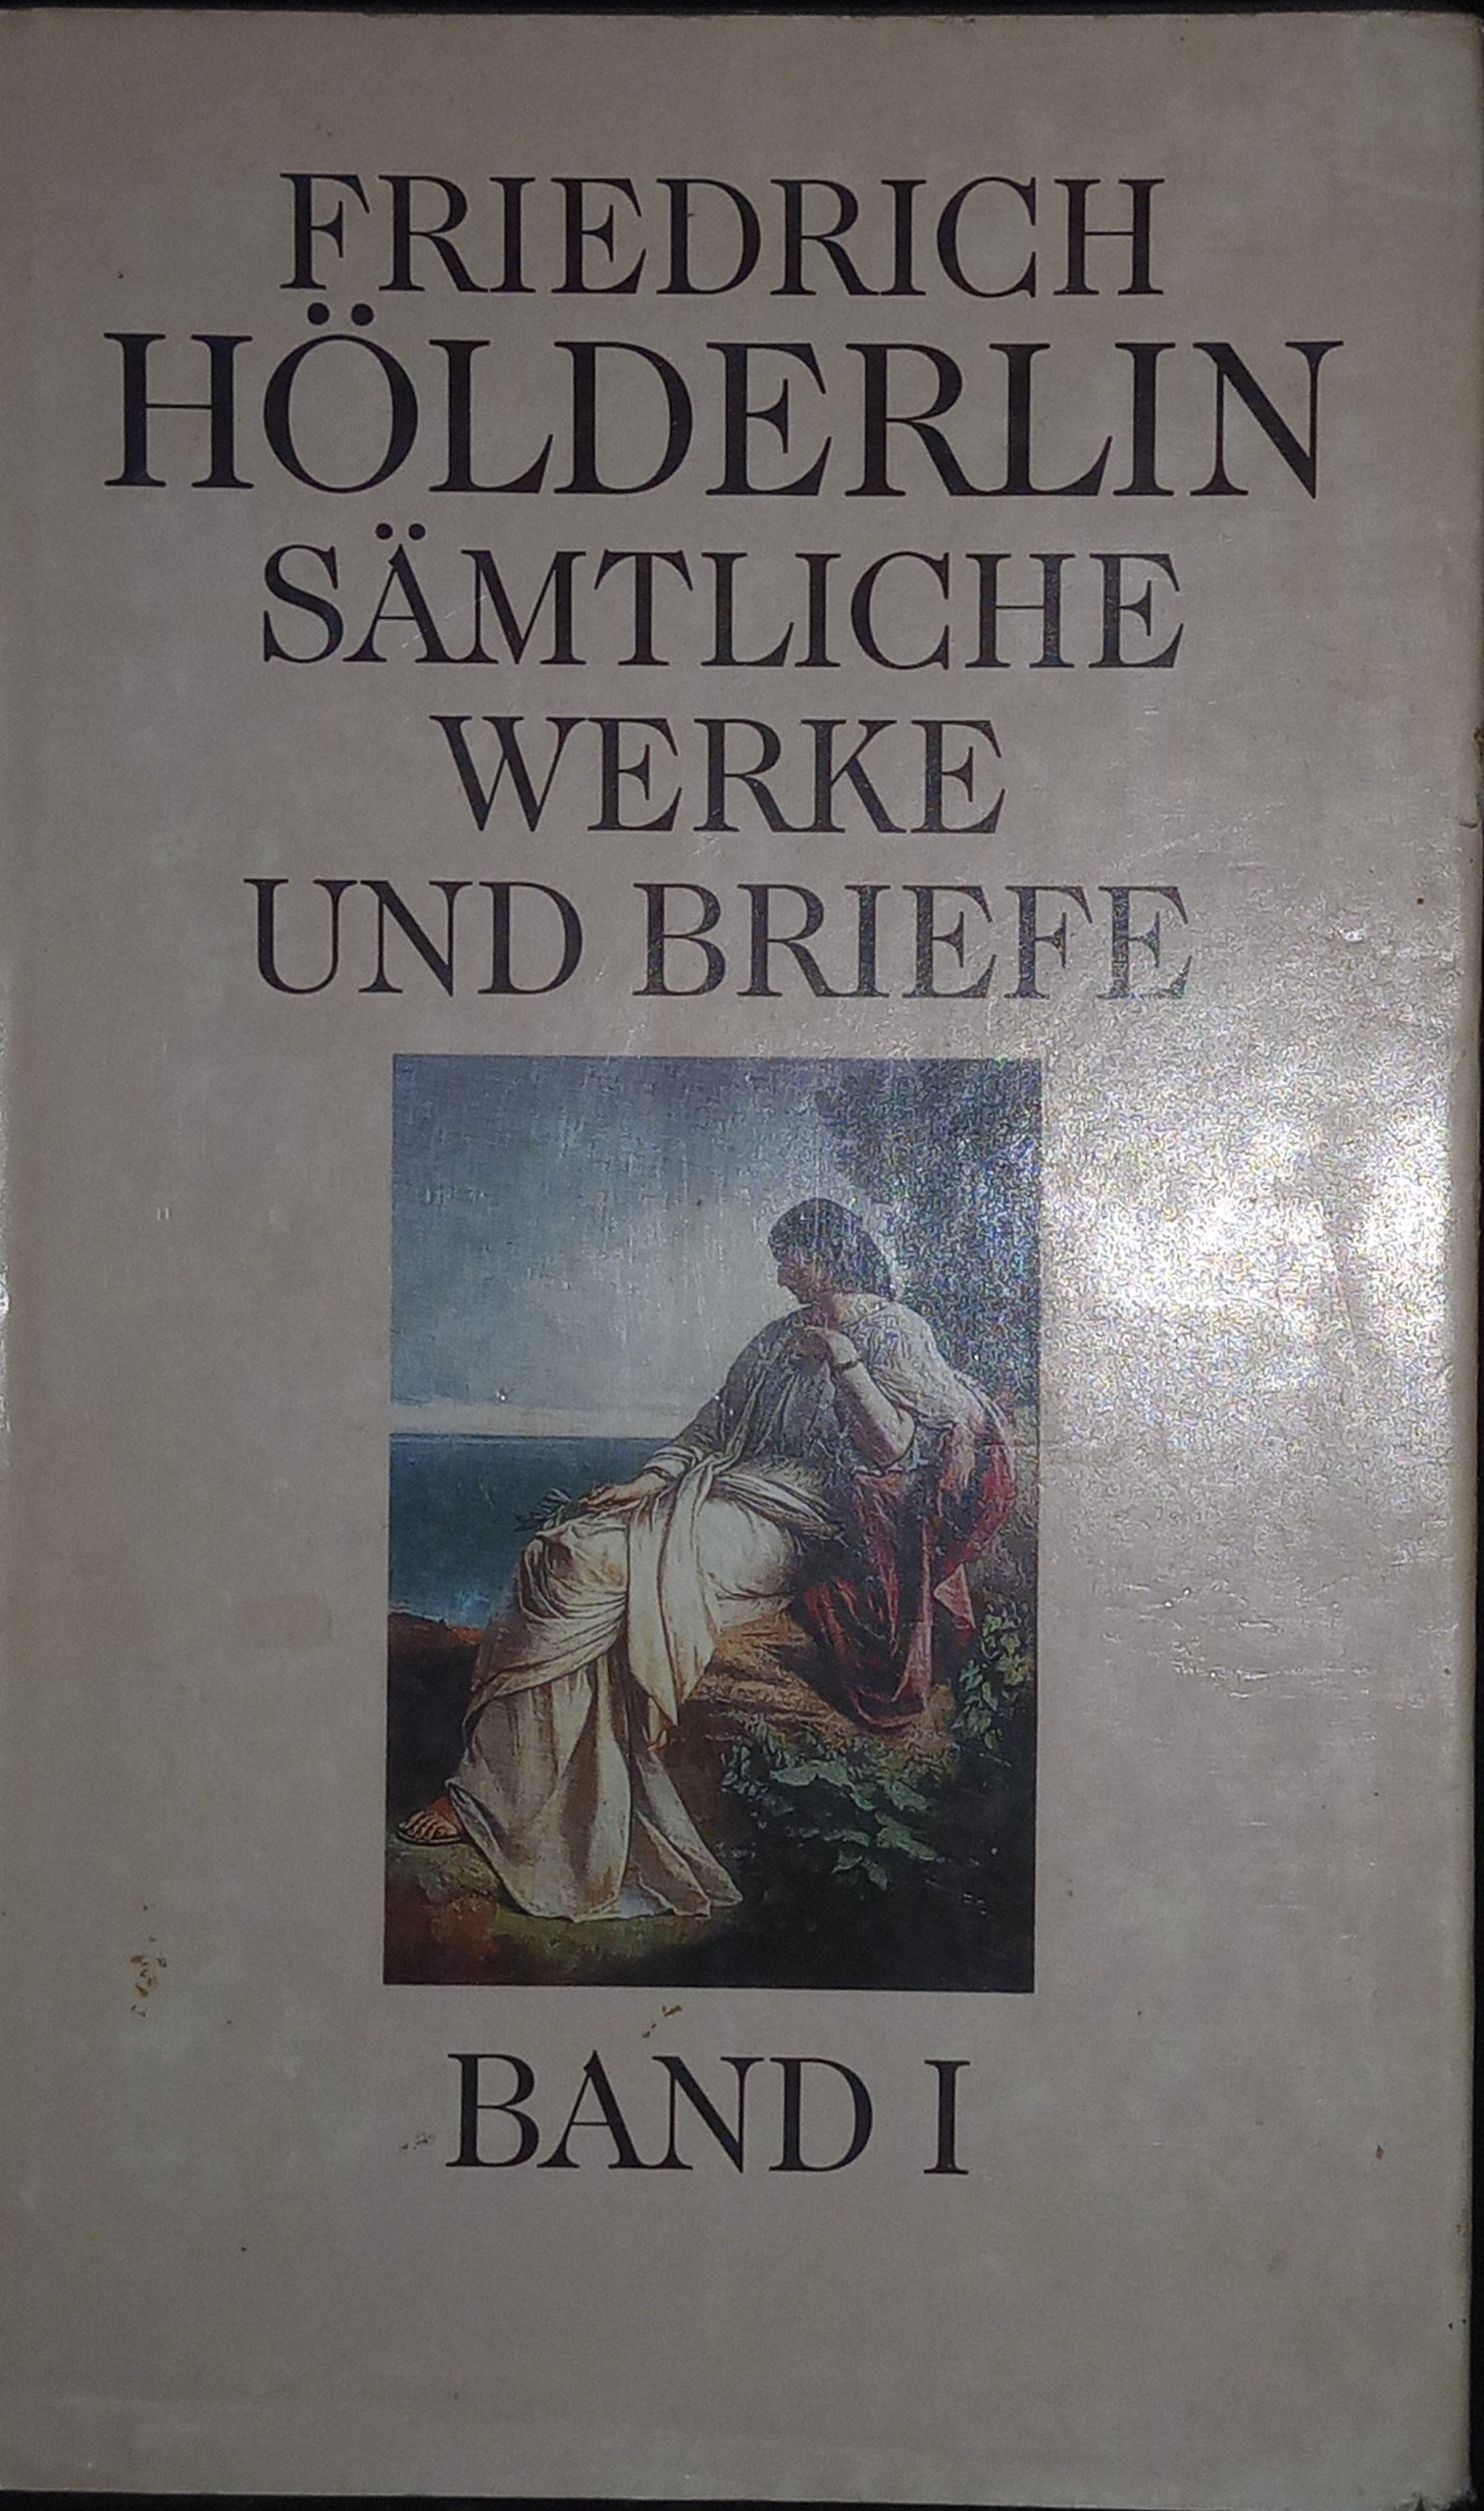 FRIEDRICH
HÖLDERLIN
SÄMTLICHE
WERKE
UND BRIEFE
BAND I